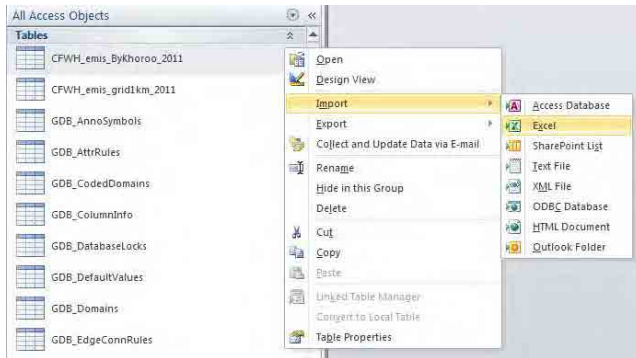 All Access Objects
Tables
CFWH_emis_ByKhoroo_2011
CFWH_emis_grid1km_2011
GDB_AnnoSymbols
GDB_AttrRules
GDB_CodedDomains
GDB_ColumnInfo
GDB_DatabaseLocks
GDB_DefaultValues
GDB_Domains
GDB_EdgeConnRules
Open
Design View
Import
Export
Collect and Update Data via E-mail
Rename
Hide in this Group
Delete
Cut
Copy
Paste
Linked Table Manager
Convert to Local Table
Table Properties
Access Database
Excel
SharePoint List
Text File
XML File
ODBC Database
HTML Document
Outlook Folder